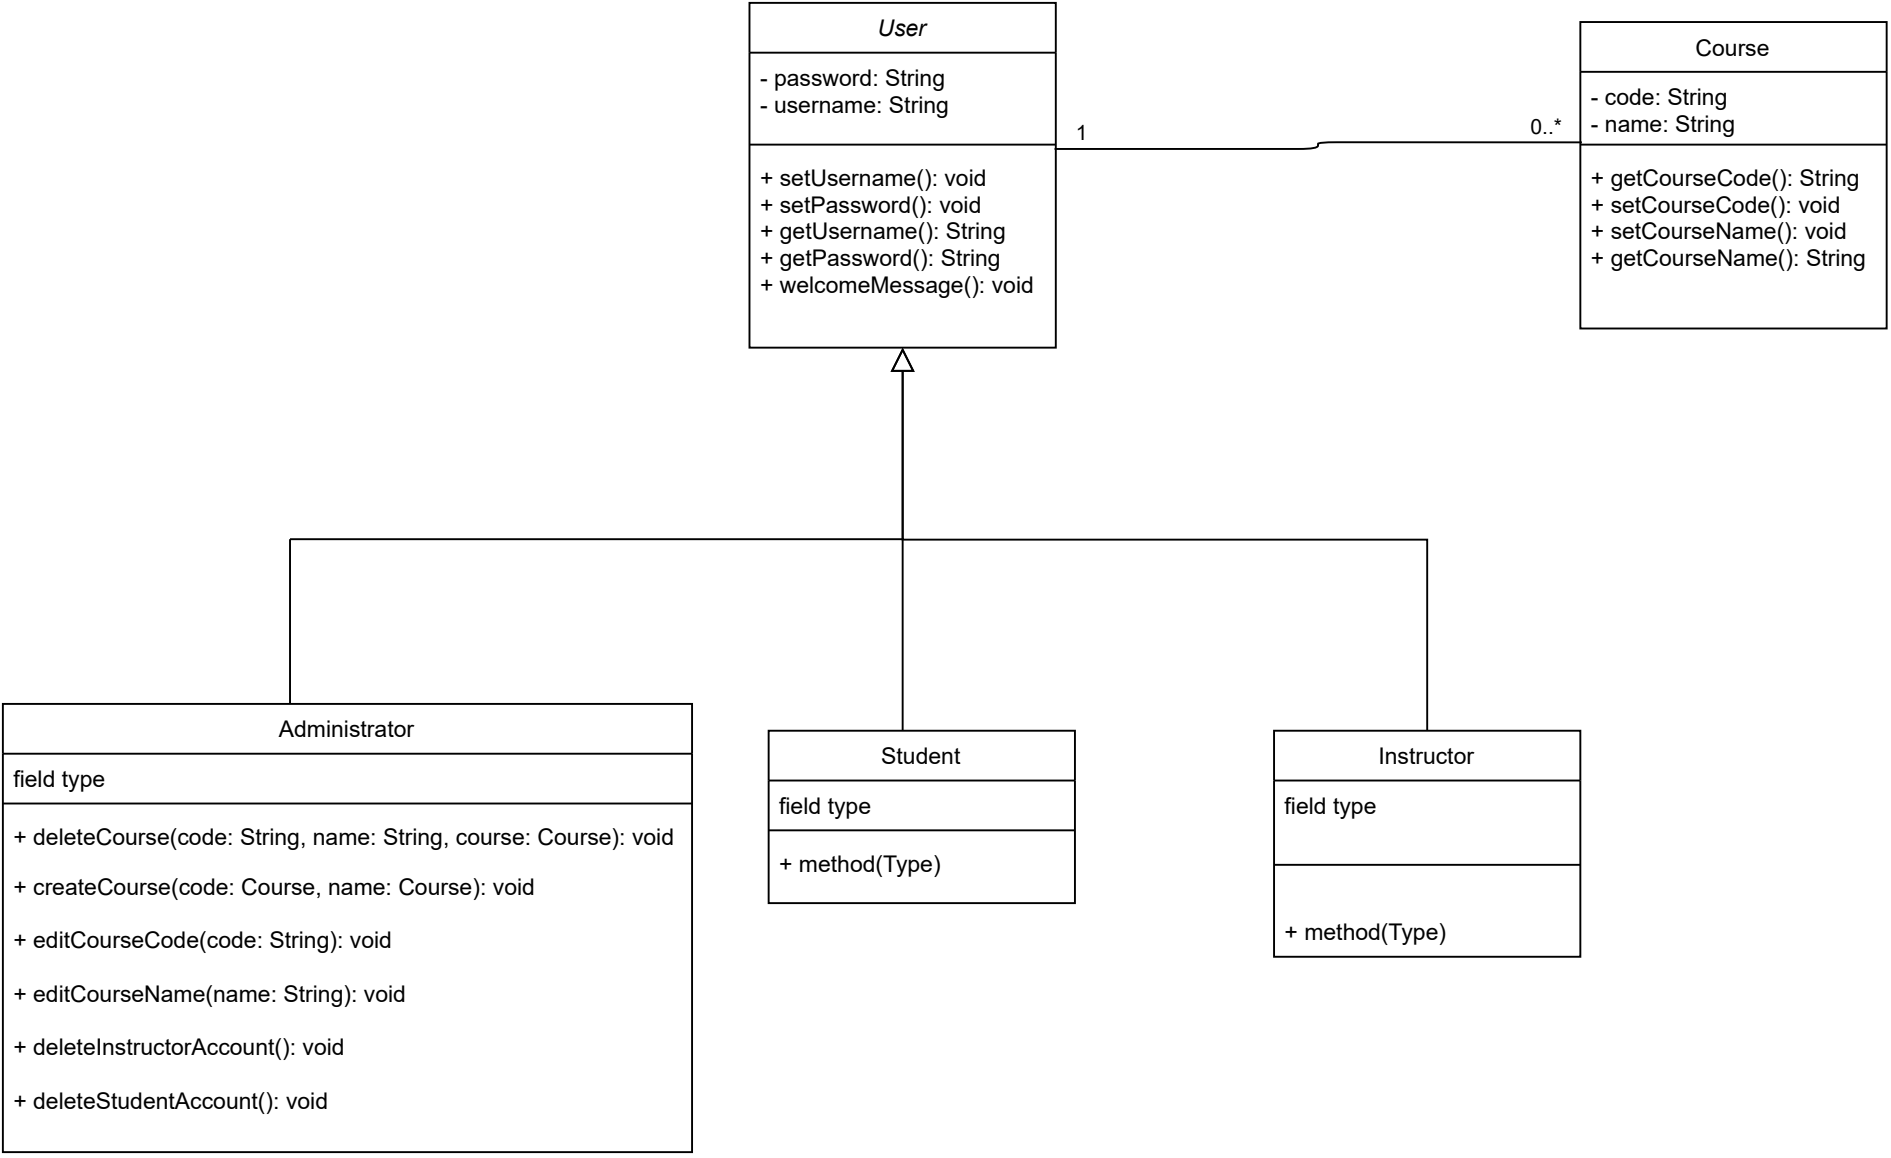 User
- password: String
- username: String
+ setUsername(): void
+ setPassword(): void
+ getUsername(): String
+ getPassword(): String
+ welcomeMessage(): void
1
0..*
Course
- code: String
- name: String
+ getCourseCode(): String
+ setCourseCode(): void
+ setCourseName(): void
+ getCourseName(): String
Administrator
field type
+ deleteCourse(code: String, name: String, course: Course): void
+ createCourse(code: Course, name: Course): void
+ editCourseCode(code: String): void
+ editCourseName(name: String): void
+ deleteInstructorAccount(): void
+ deleteStudentAccount(): void
Student
field type
+ method(Type)
Instructor
field type
+ method(Type)